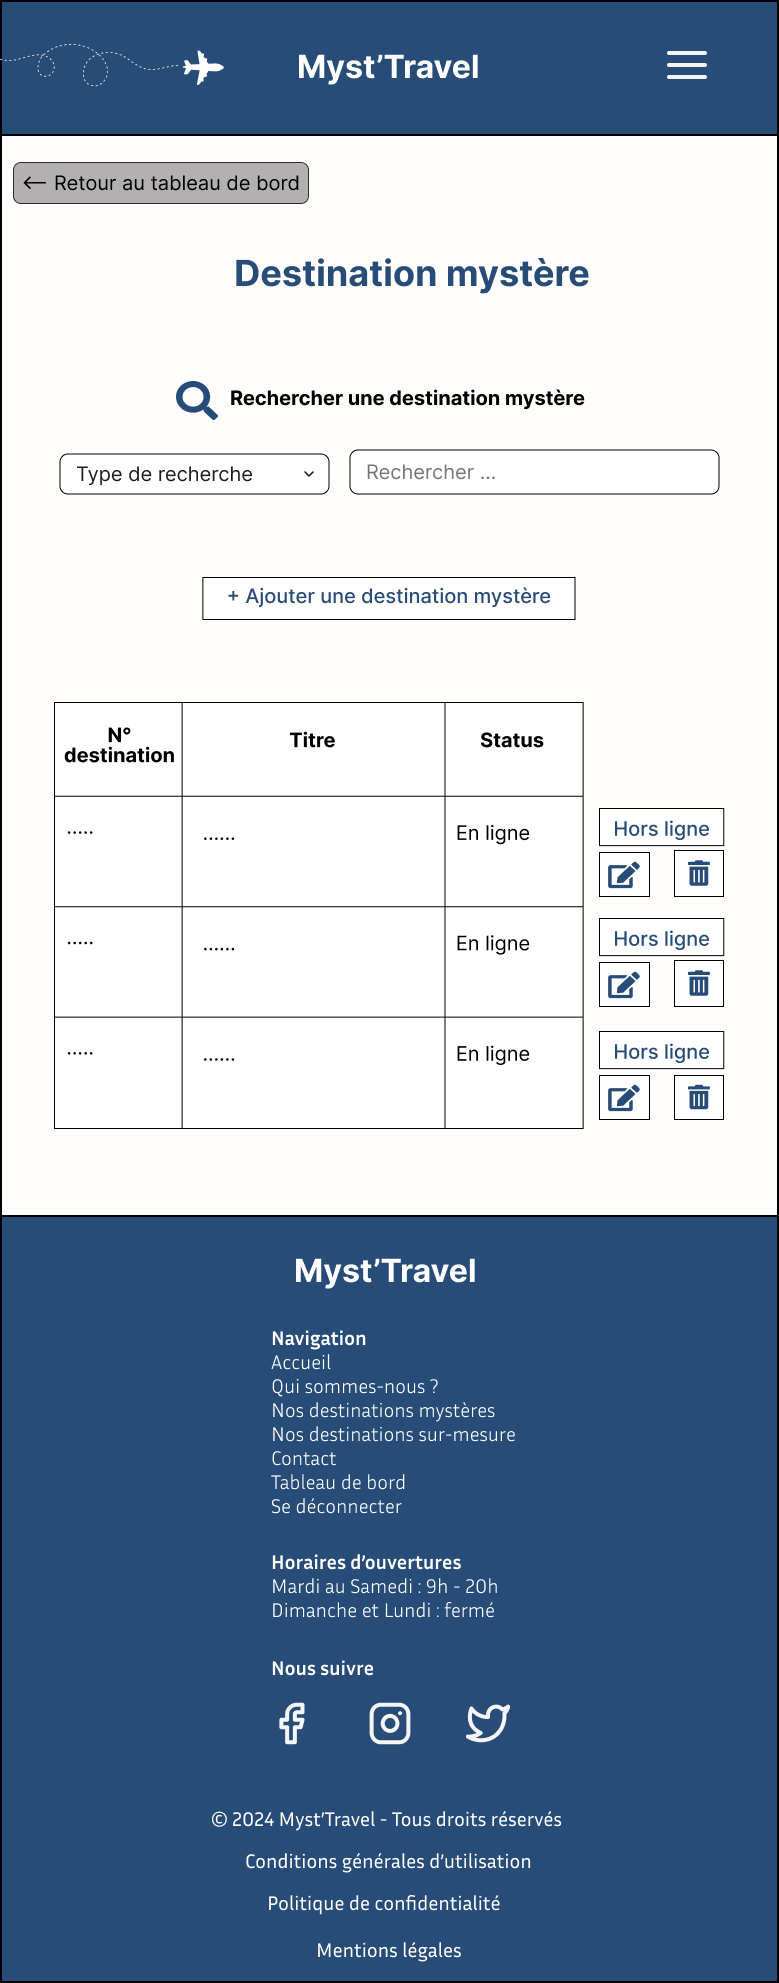 Myst’Travel
Retour au tableau de bord
Destination mystère
Rechercher une destination mystère
Type de recherche
Rechercher ...
+ Ajouter une destination mystère
N° destination
Titre
Status
.....
......
En ligne
Hors ligne
.....
......
En ligne
Hors ligne
.....
......
En ligne
Hors ligne
Myst’Travel
Navigation
Accueil
Qui sommes-nous ?
Nos destinations mystères
Nos destinations sur-mesure
Contact
Tableau de bord
Se déconnecter
Horaires d’ouvertures
Mardi au Samedi : 9h - 20h
Dimanche et Lundi : fermé
Nous suivre
© 2024 Myst’Travel - Tous droits réservés
Conditions générales d’utilisation
Politique de confidentialité
Mentions légales